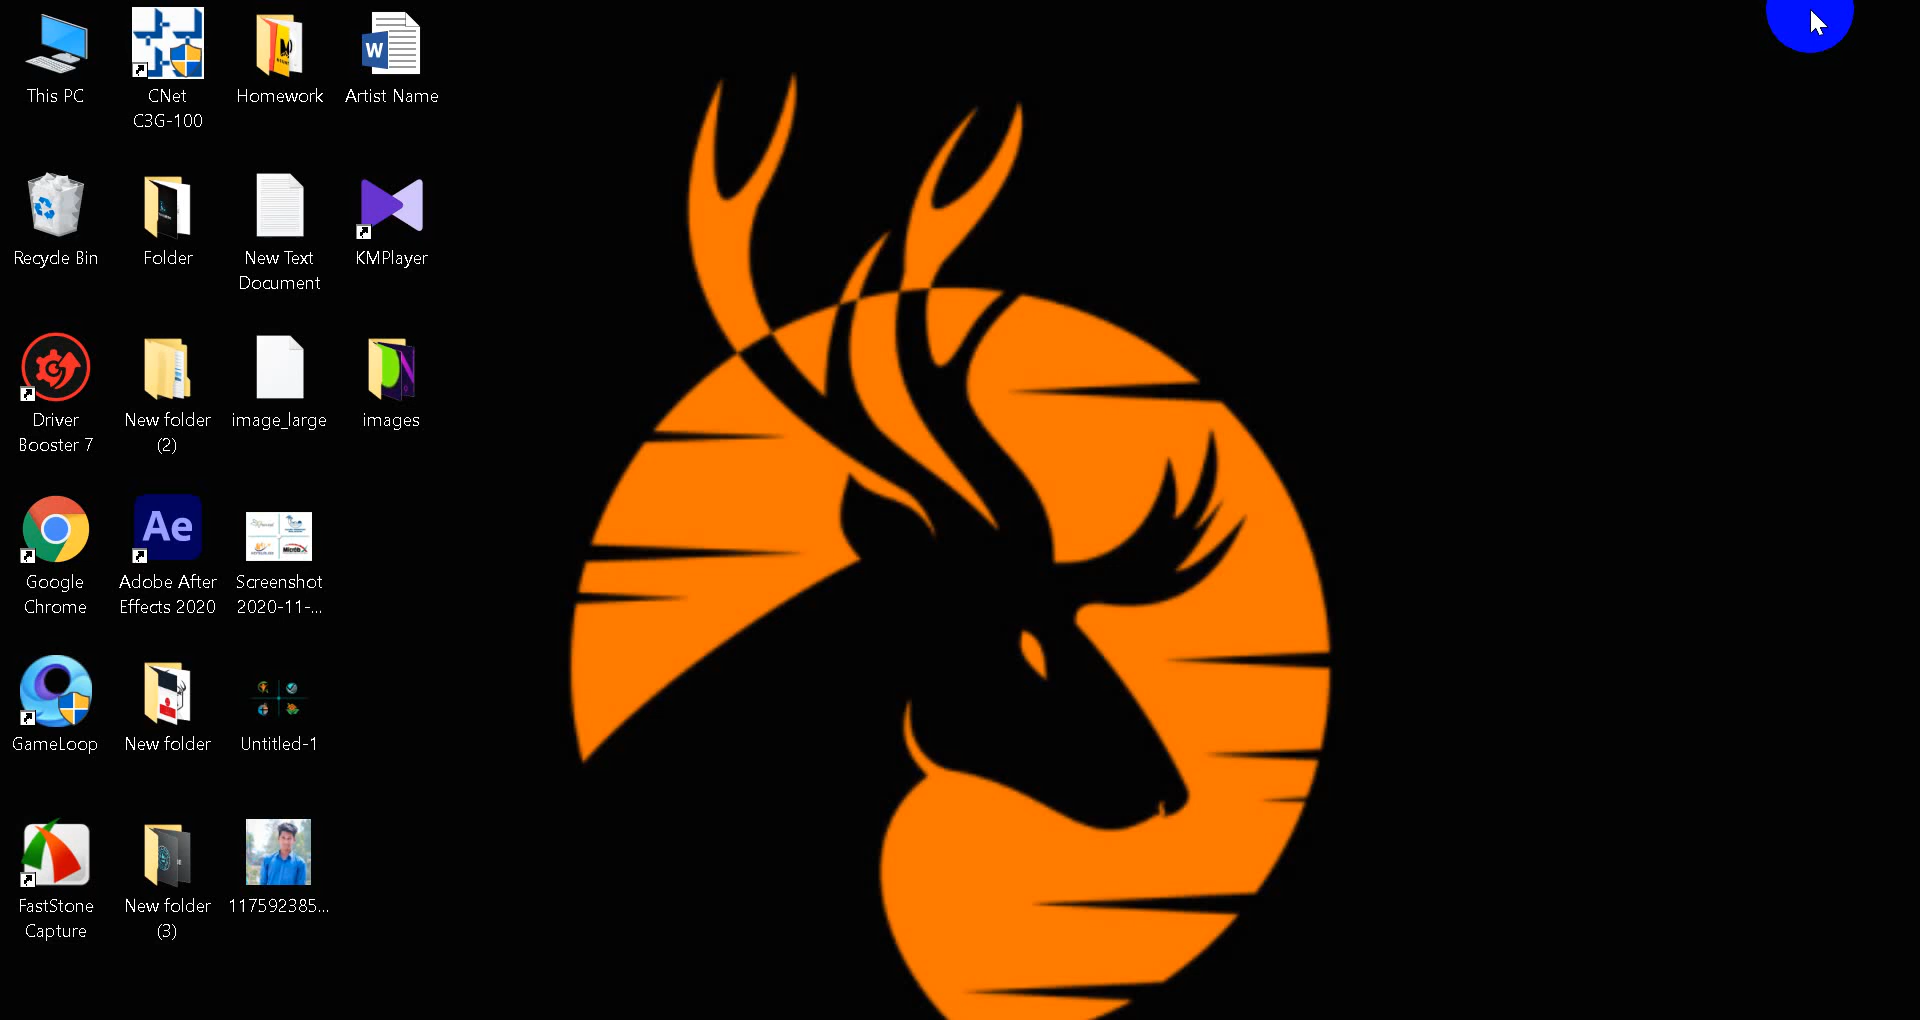 This PC
CNet
C3G-100
Homework
Artist Name
Recycle Bin
Folder
New Text
Document
KMPlayer
Driver
Booster 7
New folder
(2)
image_large
images
Google
Chrome
Ae
Adobe After
Effects 2020
Screenshot
2020-11-...
GameLoop
New folder
Untitled-1
FastStone
Capture
New folder
(3)
117592385...
W